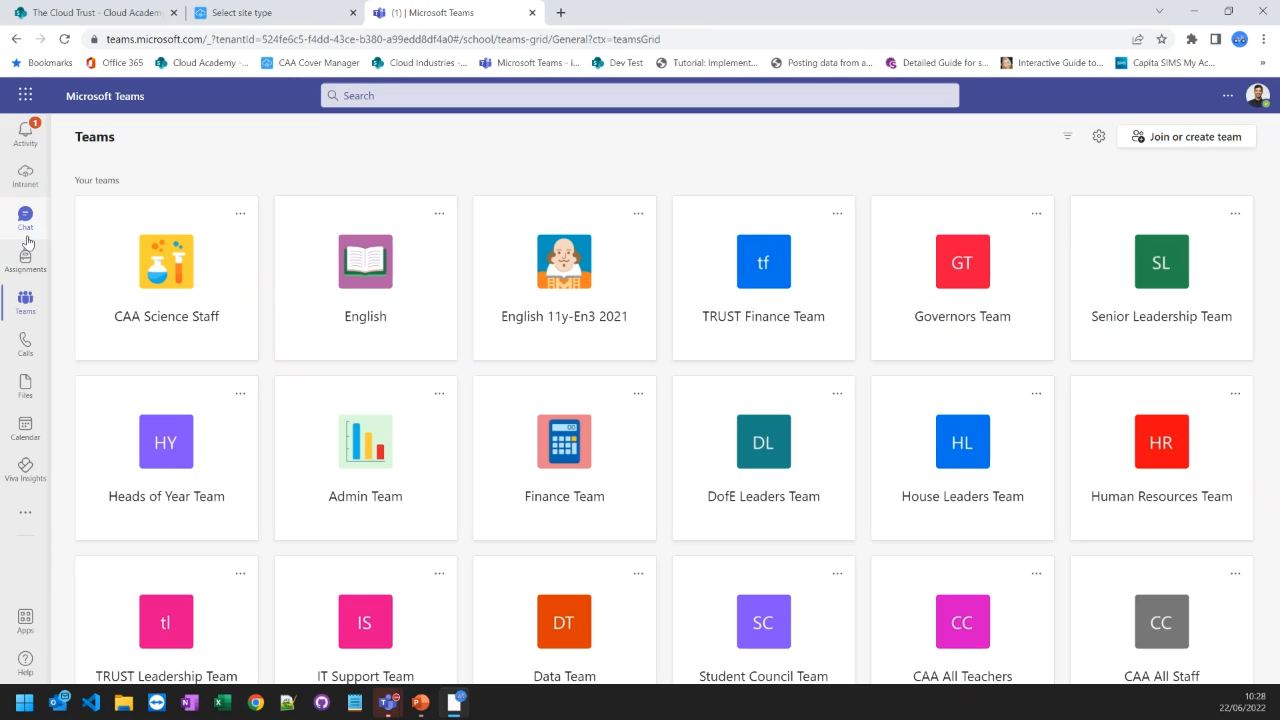 The Cloud Trust - Cloud Academy
Select site type
(1) | Microsoft Teams
teams.microsoft.com/_?tenantId=524fe6c5-f4dd-43ce-b380-a99edd8df4a0#/school/teams-grid/General?ctx=teamsGrid
Bookmarks
Office 365
Cloud Academy -...
CAA Cover Manager
Cloud Industries -...
Microsoft Teams - i...
Dev Test
Tutorial: Implement...
Posting data from a...
Detailed Guide for s...
Interactive Guide to...
Capita SIMS My Ac...
Microsoft Teams
Search
1
Activity
Intranet
Chat
Assignments
Teams
Calls
Files
Calendar
Viva Insights
Apps
Help
Teams
Join or create team
Your teams
CAA Science Staff
English
English 11y-En3 2021
tf
TRUST Finance Team
GT
Governors Team
SL
Senior Leadership Team
HY
Heads of Year Team
Admin Team
Finance Team
DL
DofE Leaders Team
HL
House Leaders Team
HR
Human Resources Team
tl
TRUST Leadership Team
IS
IT Support Team
DT
Data Team
SC
Student Council Team
CC
CAA All Teachers
CC
CAA All Staff
10:28
22/06/2022